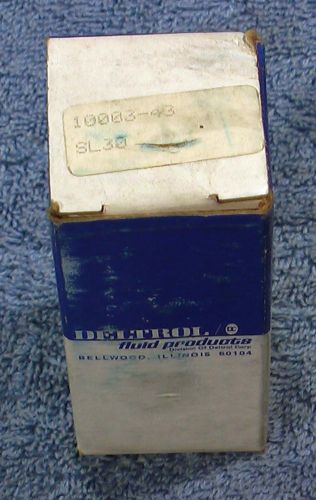 10003-43
SL30
DELTROL
fluid products
Division Of Deltrol Corp.
BELLWOOD, ILLINOIS 60104